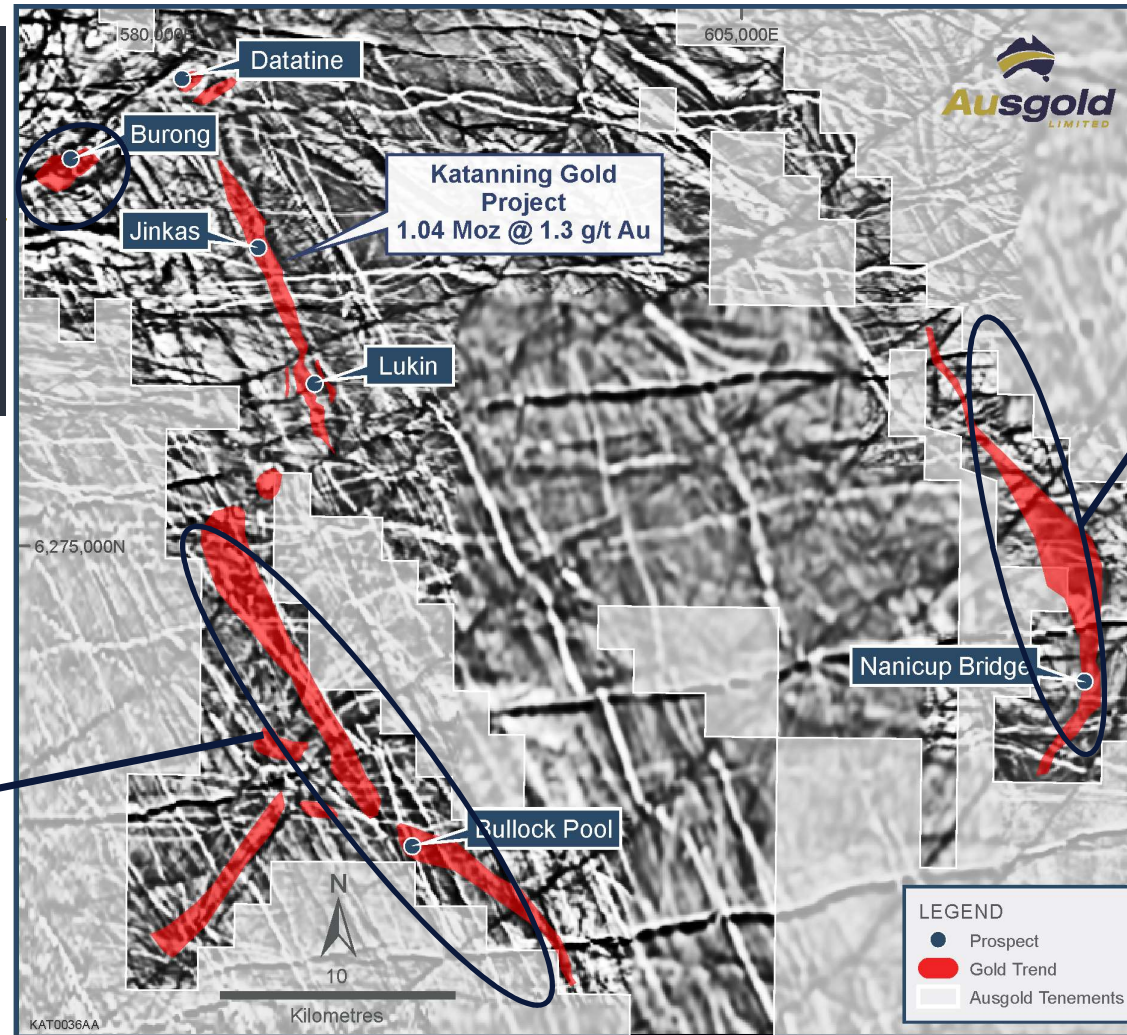 580,000E
605,000E
Datatine
Ausgold
LIMITED
Burong
Katanning Gold
Project
1.04 Moz @ 1.3 g/t Au
Jinkas
Lukin
6,275,000N
Nanicup Bridge
Bullock Pool
N
10
Kilometres
LEGEND
Prospect
Gold Trend
Ausgold Tenements
KAT0036AA